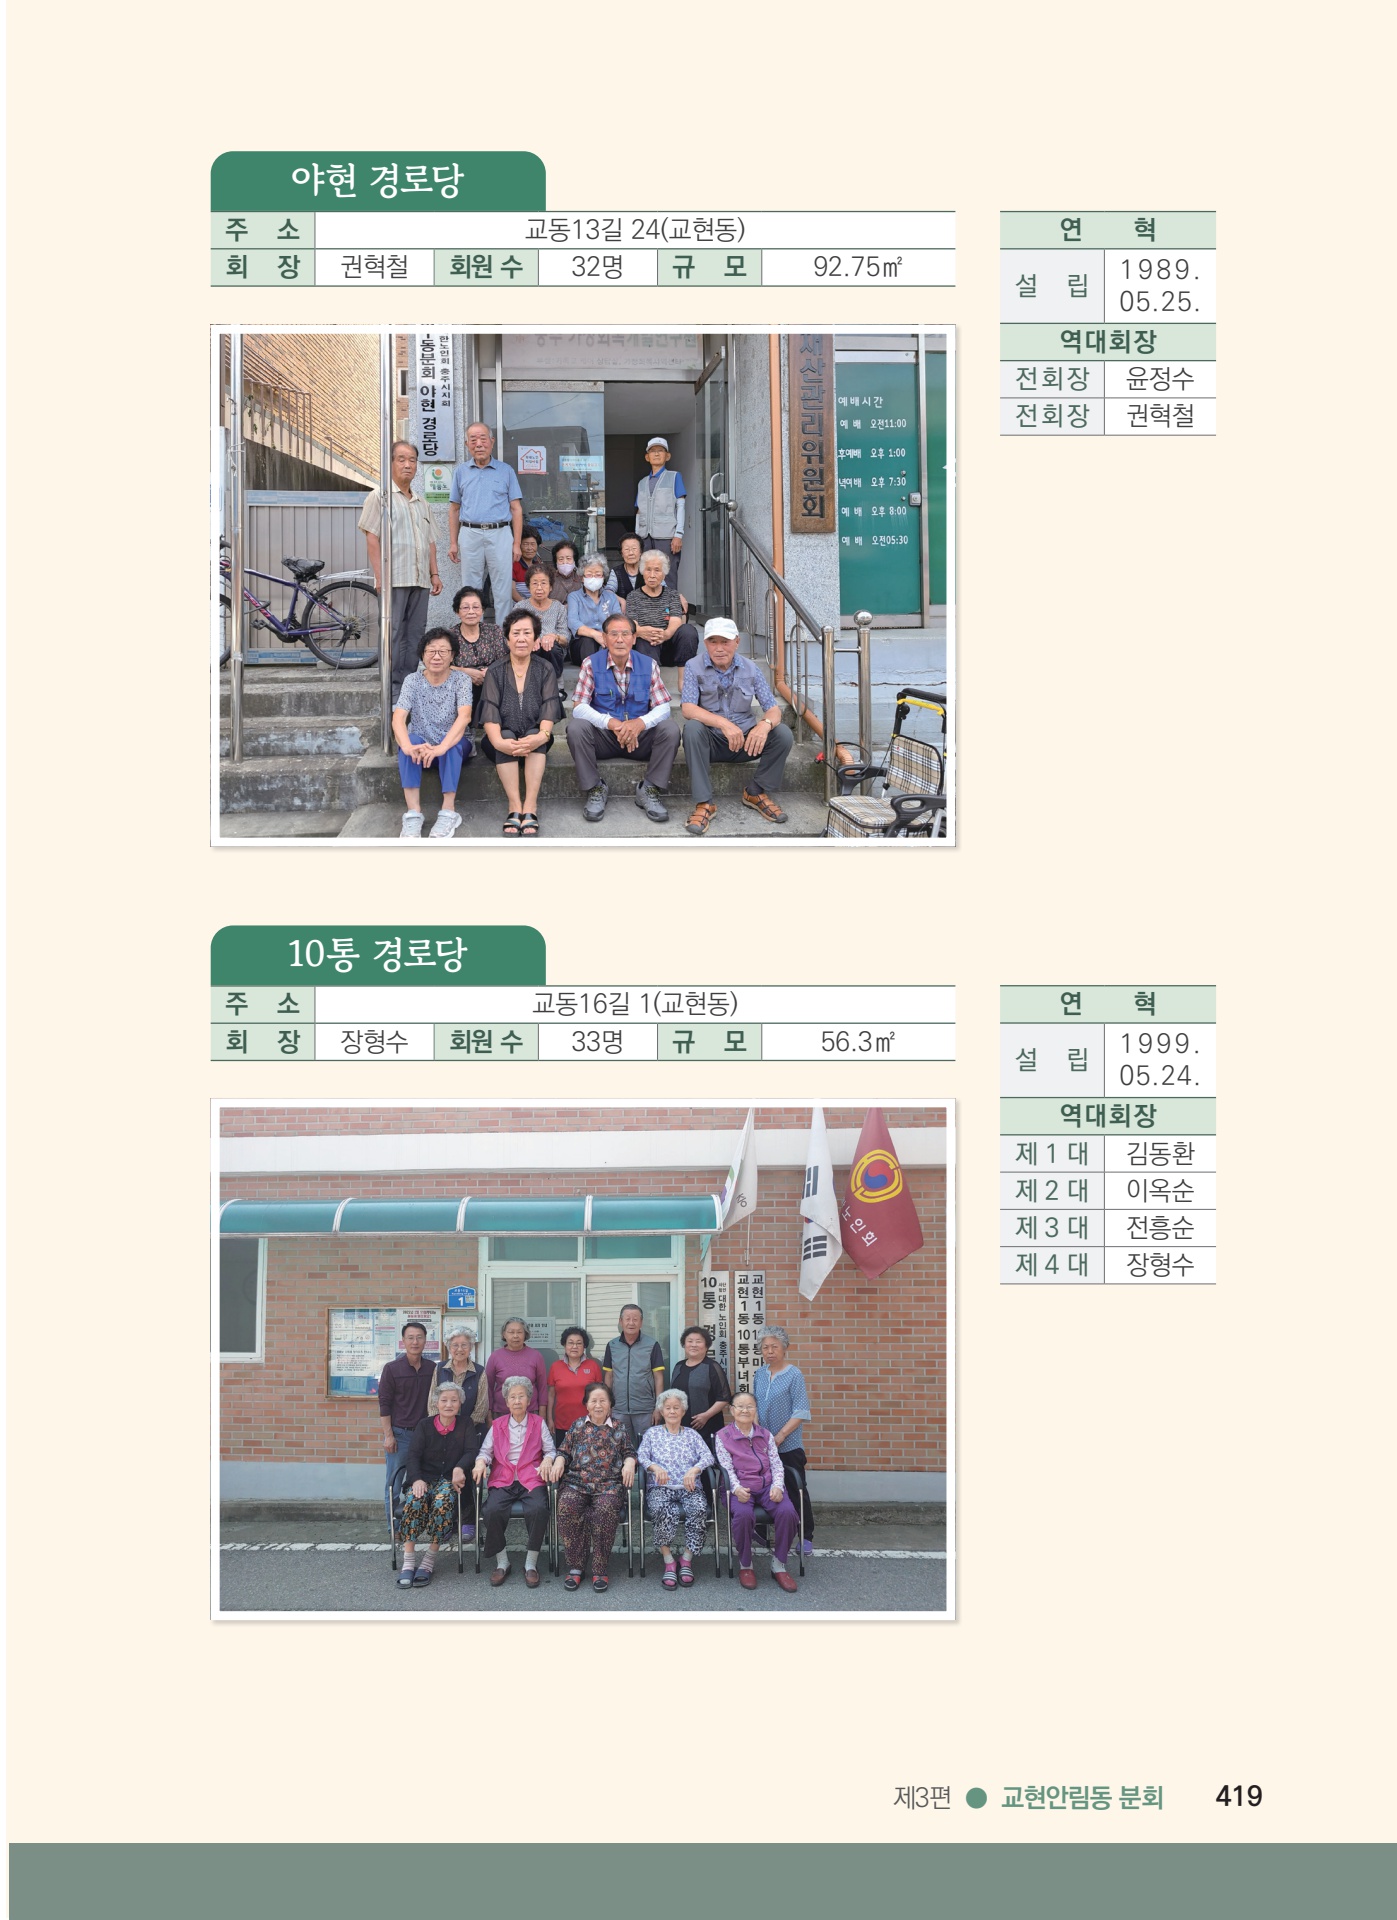 야현 경로당
주 소 교동13길 24(교현동)
회 장 권혁철 회원 수 32명 규 모 92.75㎡
연 혁
설 립 1989. 05.25.
역대회장
전회장 윤정수
전회장 권혁철
동분회 야현 경로당
한노인회 충주시지회
재산관리위원회
예배시간
예 배 오전11:00
후예배 오후 1:00
녁예배 오후 7:30
예 배 오후 8:00
예 배 오전05:30
10통 경로당
주 소 교동16길 1(교현동)
회 장 장형수 회원 수 33명 규 모 56.3㎡
연 혁
설 립 1999. 05.24.
역대회장
제 1 대 김동환
제 2 대 이옥순
제 3 대 전흥순
제 4 대 장형수
충
노인회
1
10통 경
대한노인회 충주시
교현1동 10통부녀회
교현1동
제3편 ● 교현안림동 분회 419